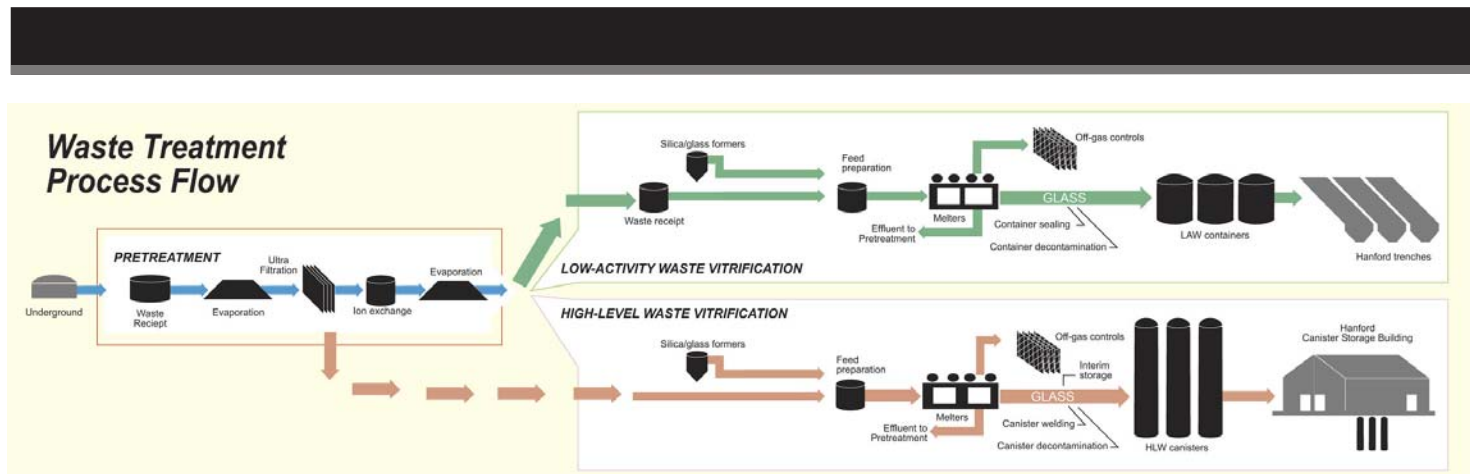 Waste Treatment
Process Flow
PRETREATMENT
Underground
Waste
Reciept
Evaporation
Ultra
Filtration
Ion exchange
Evaporation
LOW-ACTIVITY WASTE VITRIFICATION
Waste receipt
Silica/glass formers
Feed
preparation
Melters
Effluent to
Pretreatment
Off-gas controls
GLASS
Container sealing
Container decontamination
LAW containers
Hanford trenches
HIGH-LEVEL WASTE VITRIFICATION
Silica/glass formers
Feed
preparation
Melters
Effluent to
Pretreatment
Off-gas controls
Interim
storage
GLASS
Canister welding
Canister decontamination
HLW canisters
Hanford
Canister Storage Building